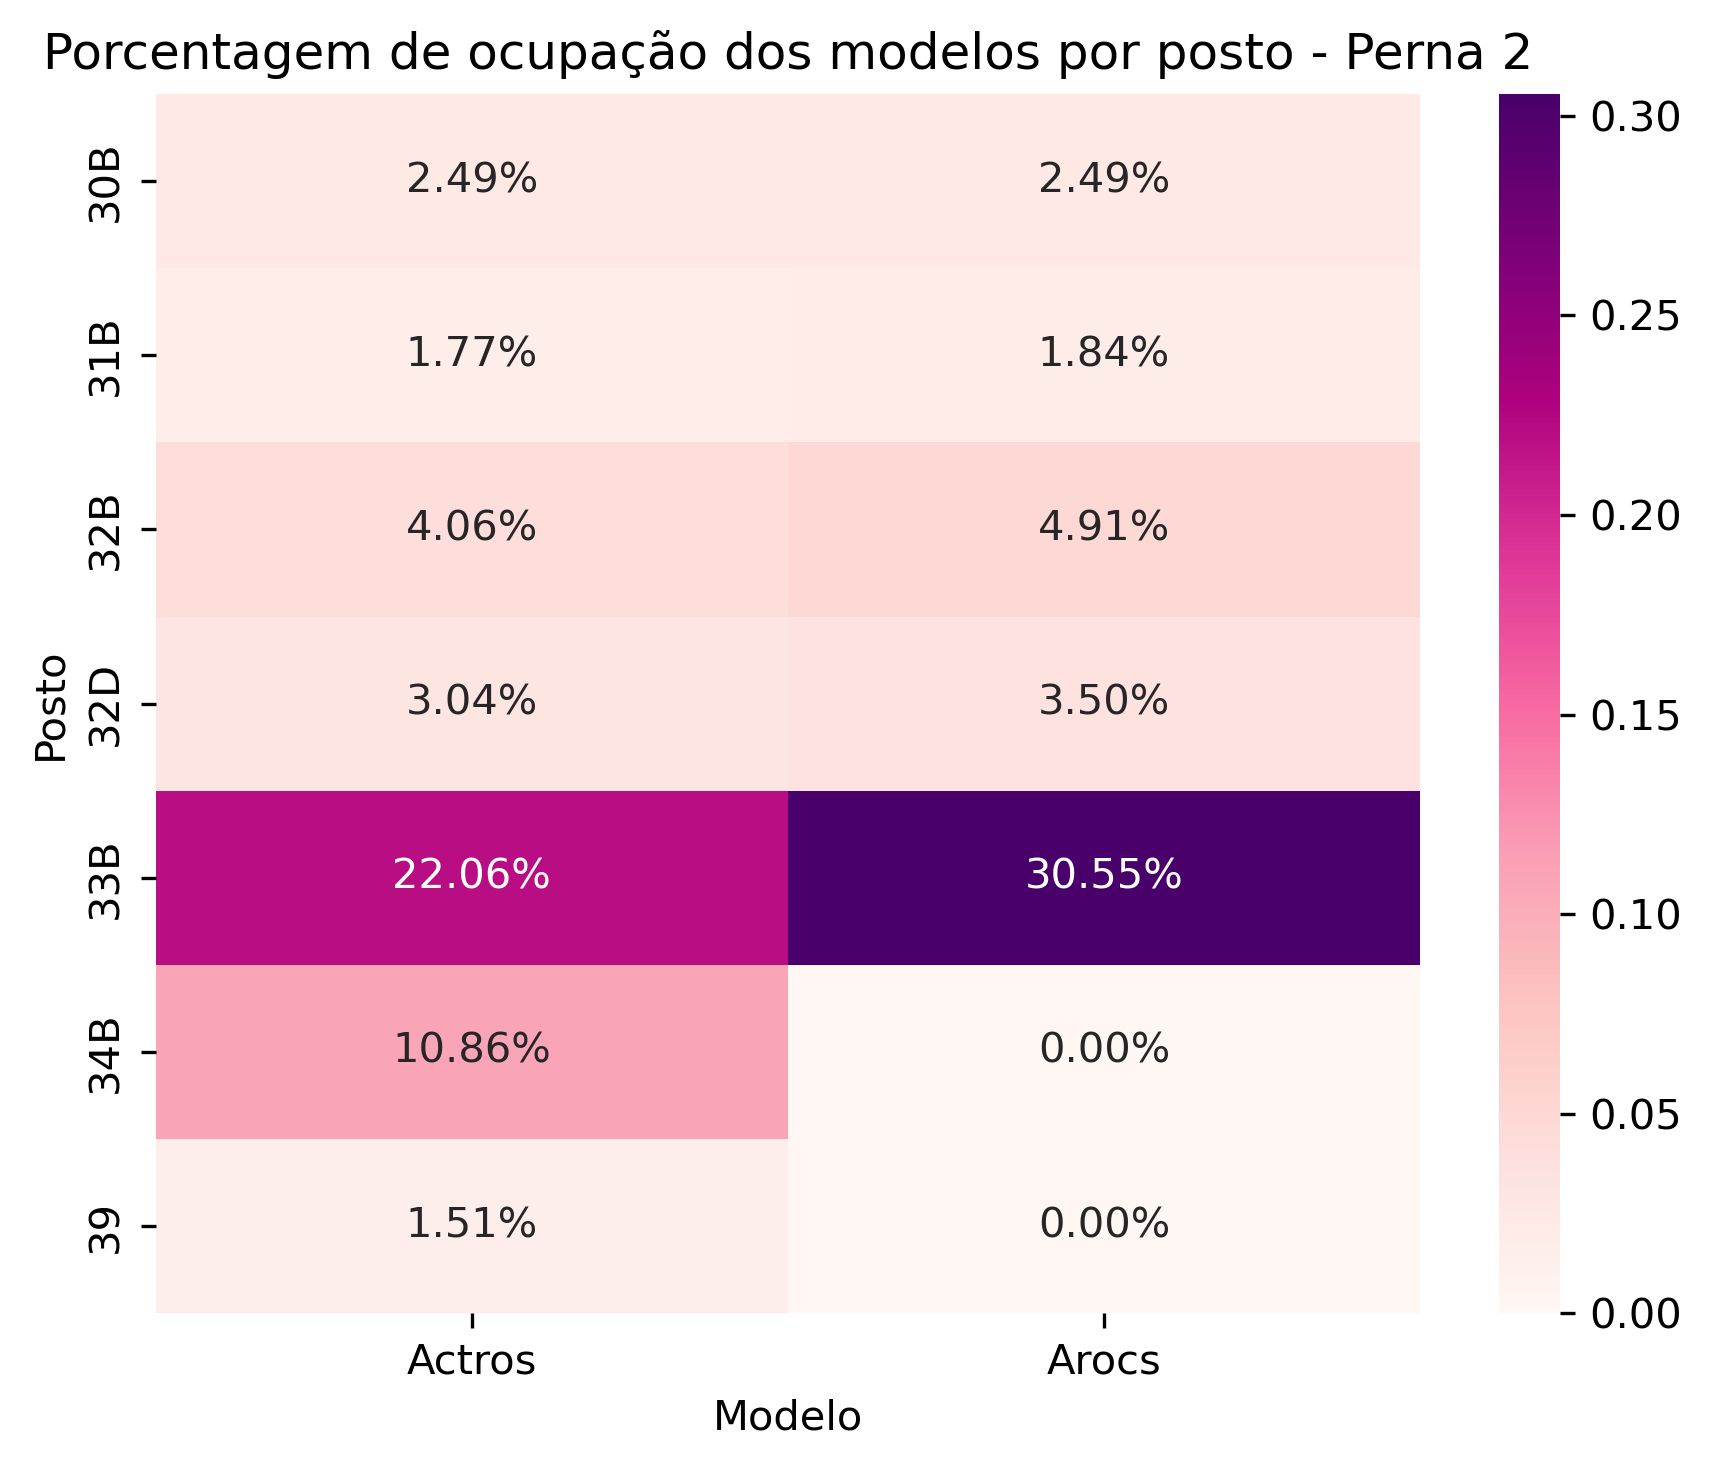 Porcentagem de ocupação dos modelos por posto - Perna 2
Posto
30B 2.49% 2.49%
31B 1.77% 1.84%
32B 4.06% 4.91%
32D 3.04% 3.50%
33B 22.06% 30.55%
34B 10.86% 0.00%
39 1.51% 0.00%
Actros Arocs
Modelo
0.30
0.25
0.20
0.15
0.10
0.05
0.00